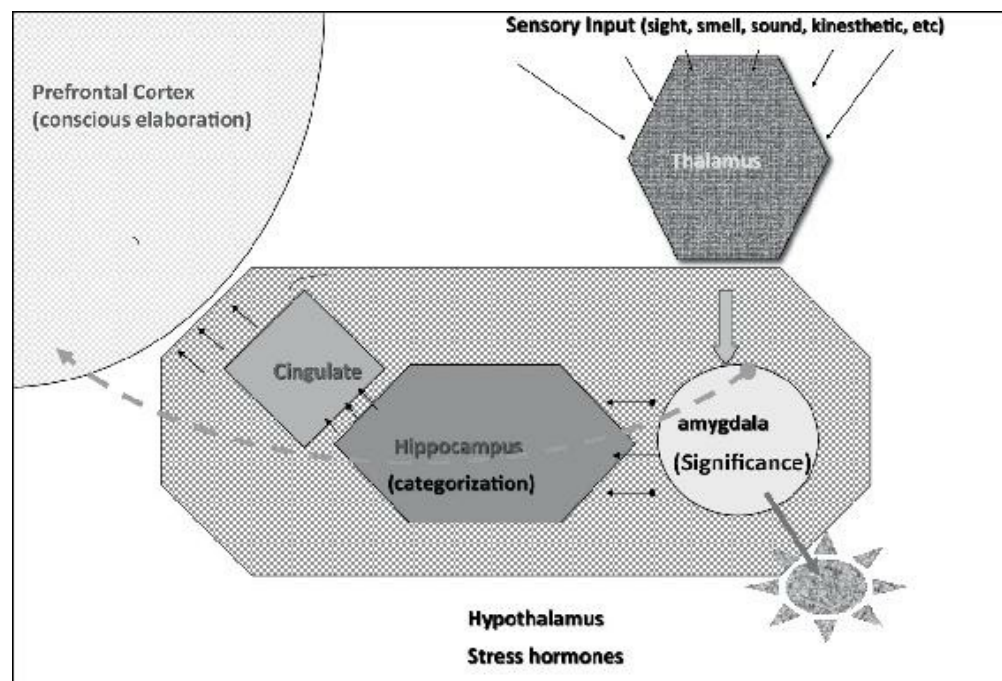 Sensory Input (sight, smell, sound, kinesthetic, etc)
Prefrontal Cortex
(conscious elaboration)
Thalamus
Cingulate
Hippocampus
(categorization)
amygdala
(Significance)
Hypothalamus
Stress hormones